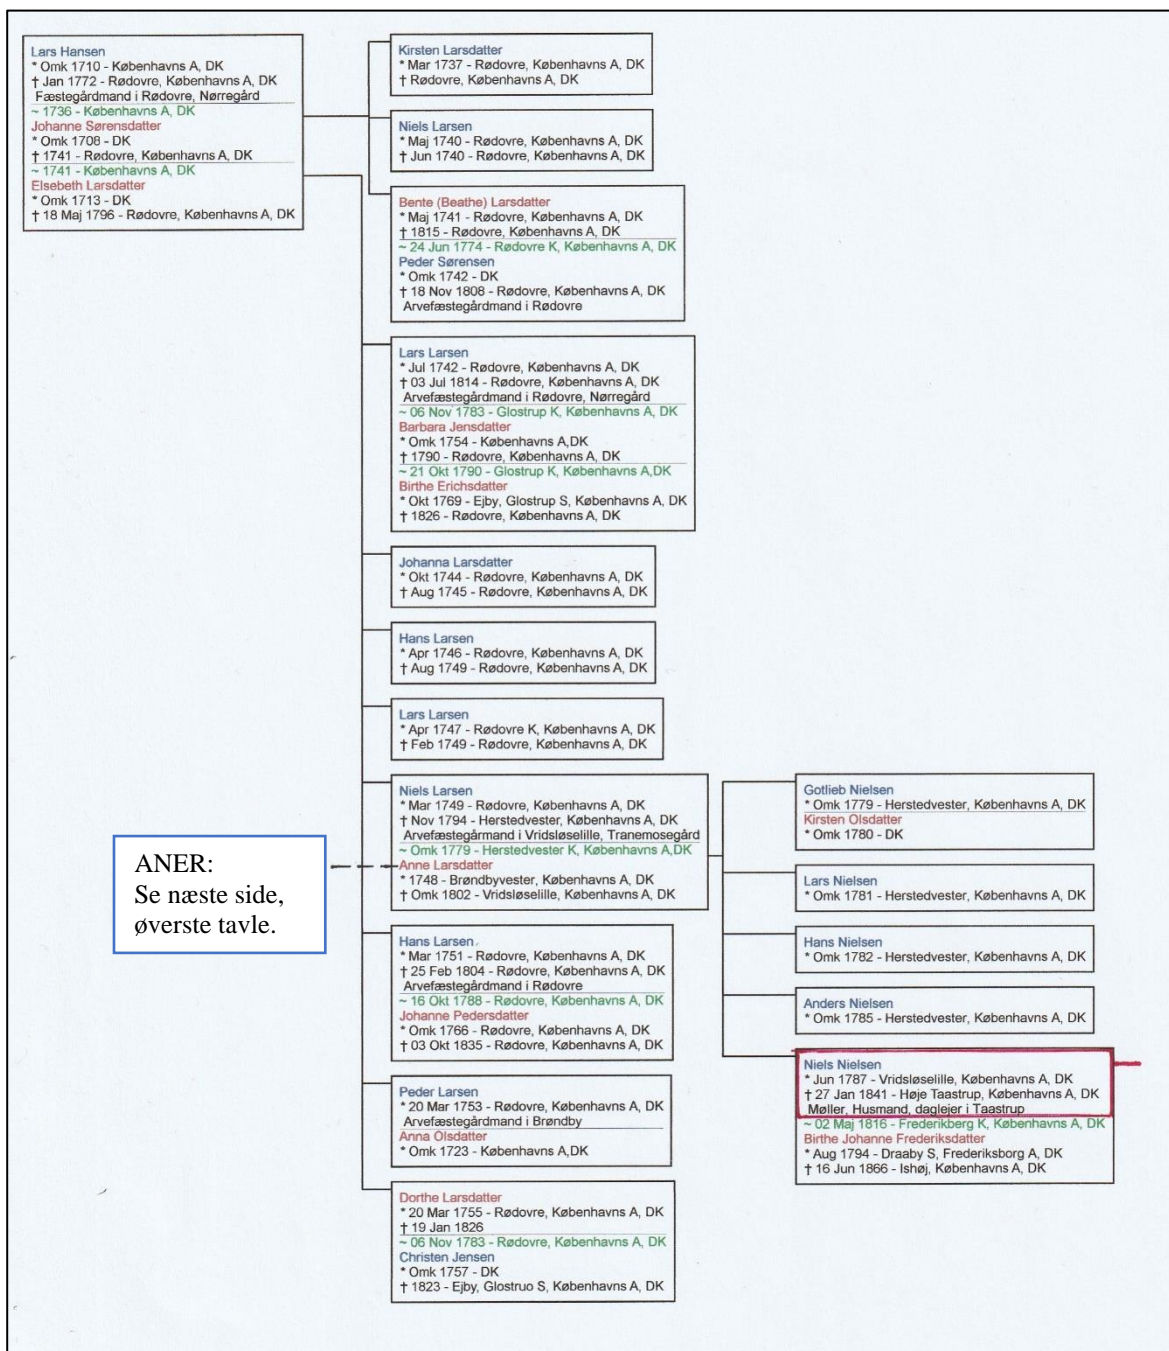 Lars Hansen
* Omk 1710 - Københavns A, DK
† Jan 1772 - Rødovre, Københavns A, DK
Fæstegårdmand i Rødovre, Nørregård
~ 1736 - Københavns A, DK
Johanne Sørensdatter
* Omk 1708 - DK
† 1741 - Rødovre, Københavns A, DK
~ 1741 - Københavns A, DK
Elsebeth Larsdatter
* Omk 1713 - DK
† 18 Maj 1796 - Rødovre, Københavns A, DK
Kirsten Larsdatter
* Mar 1737 - Rødovre, Københavns A, DK
† Rødovre, Københavns A, DK
Niels Larsen
* Maj 1740 - Rødovre, Københavns A, DK
† Jun 1740 - Rødovre, Københavns A, DK
Bente (Beathe) Larsdatter
* Maj 1741 - Rødovre, Københavns A, DK
† 1815 - Rødovre, Københavns A, DK
~ 24 Jun 1774 - Rødovre K, Københavns A, DK
Peder Sørensen
* Omk 1742 - DK
† 18 Nov 1808 - Rødovre, Københavns A, DK
Arvefæstegårdmand i Rødovre
Lars Larsen
* Jul 1742 - Rødovre, Københavns A, DK
† 03 Jul 1814 - Rødovre, Københavns A, DK
Arvefæstegårdmand i Rødovre, Nørregård
~ 06 Nov 1783 - Glostrup K, Københavns A, DK
Barbara Jensdatter
* Omk 1754 - Københavns A,DK
† 1790 - Rødovre, Københavns A, DK
~ 21 Okt 1790 - Glostrup K, Københavns A,DK
Birthe Erichsdatter
* Okt 1769 - Ejby, Glostrup S, Københavns A, DK
† 1826 - Rødovre, Københavns A, DK
Johanna Larsdatter
* Okt 1744 - Rødovre, Københavns A, DK
† Aug 1745 - Rødovre, Københavns A, DK
Hans Larsen
* Apr 1746 - Rødovre, Københavns A, DK
† Aug 1749 - Rødovre, Københavns A, DK
Lars Larsen
* Apr 1747 - Rødovre K, Københavns A, DK
† Feb 1749 - Rødovre, Københavns A, DK
Niels Larsen
* Mar 1749 - Rødovre, Københavns A, DK
† Nov 1794 - Herstedvester, Københavns A, DK
Arvefæstegårmand i Vridsløselille, Tranemosegård
~ Omk 1779 - Herstedvester K, Københavns A,DK
Anne Larsdatter
* 1748 - Brøndbyvester, Københavns A, DK
† Omk 1802 - Vridsløselille, Københavns A, DK
ANER:
Se næste side,
øverste tavle.
Hans Larsen
* Mar 1751 - Rødovre, Københavns A, DK
† 25 Feb 1804 - Rødovre, Københavns A, DK
Arvefæstegårdmand i Rødovre
~ 16 Okt 1788 - Rødovre, Københavns A, DK
Johanne Pedersdatter
* Omk 1766 - Rødovre, Københavns A, DK
† 03 Okt 1835 - Rødovre, Københavns A, DK
Peder Larsen
* 20 Mar 1753 - Rødovre, Københavns A, DK
Arvefæstegårdmand i Brøndby
Anna Olsdatter
* Omk 1723 - Københavns A,DK
Dorthe Larsdatter
* 20 Mar 1755 - Rødovre, Københavns A, DK
† 19 Jan 1826
~ 06 Nov 1783 - Rødovre, Københavns A, DK
Christen Jensen
* Omk 1757 - DK
† 1823 - Ejby, Glostruo S, Københavns A, DK
Gotlieb Nielsen
* Omk 1779 - Herstedvester, Københavns A, DK
Kirsten Olsdatter
* Omk 1780 - DK
Lars Nielsen
* Omk 1781 - Herstedvester, Københavns A, DK
Hans Nielsen
* Omk 1782 - Herstedvester, Københavns A, DK
Anders Nielsen
* Omk 1785 - Herstedvester, Københavns A, DK
Niels Nielsen
* Jun 1787 - Vridsløselille, Københavns A, DK
† 27 Jan 1841 - Høje Taastrup, Københavns A, DK
Møller, Husmand, daglejer i Taastrup
~ 02 Maj 1816 - Frederikberg K, Københavns A, DK
Birthe Johanne Frederiksdatter
* Aug 1794 - Draaby S, Frederiksborg A, DK
† 16 Jun 1866 - Ishøj, Københavns A, DK